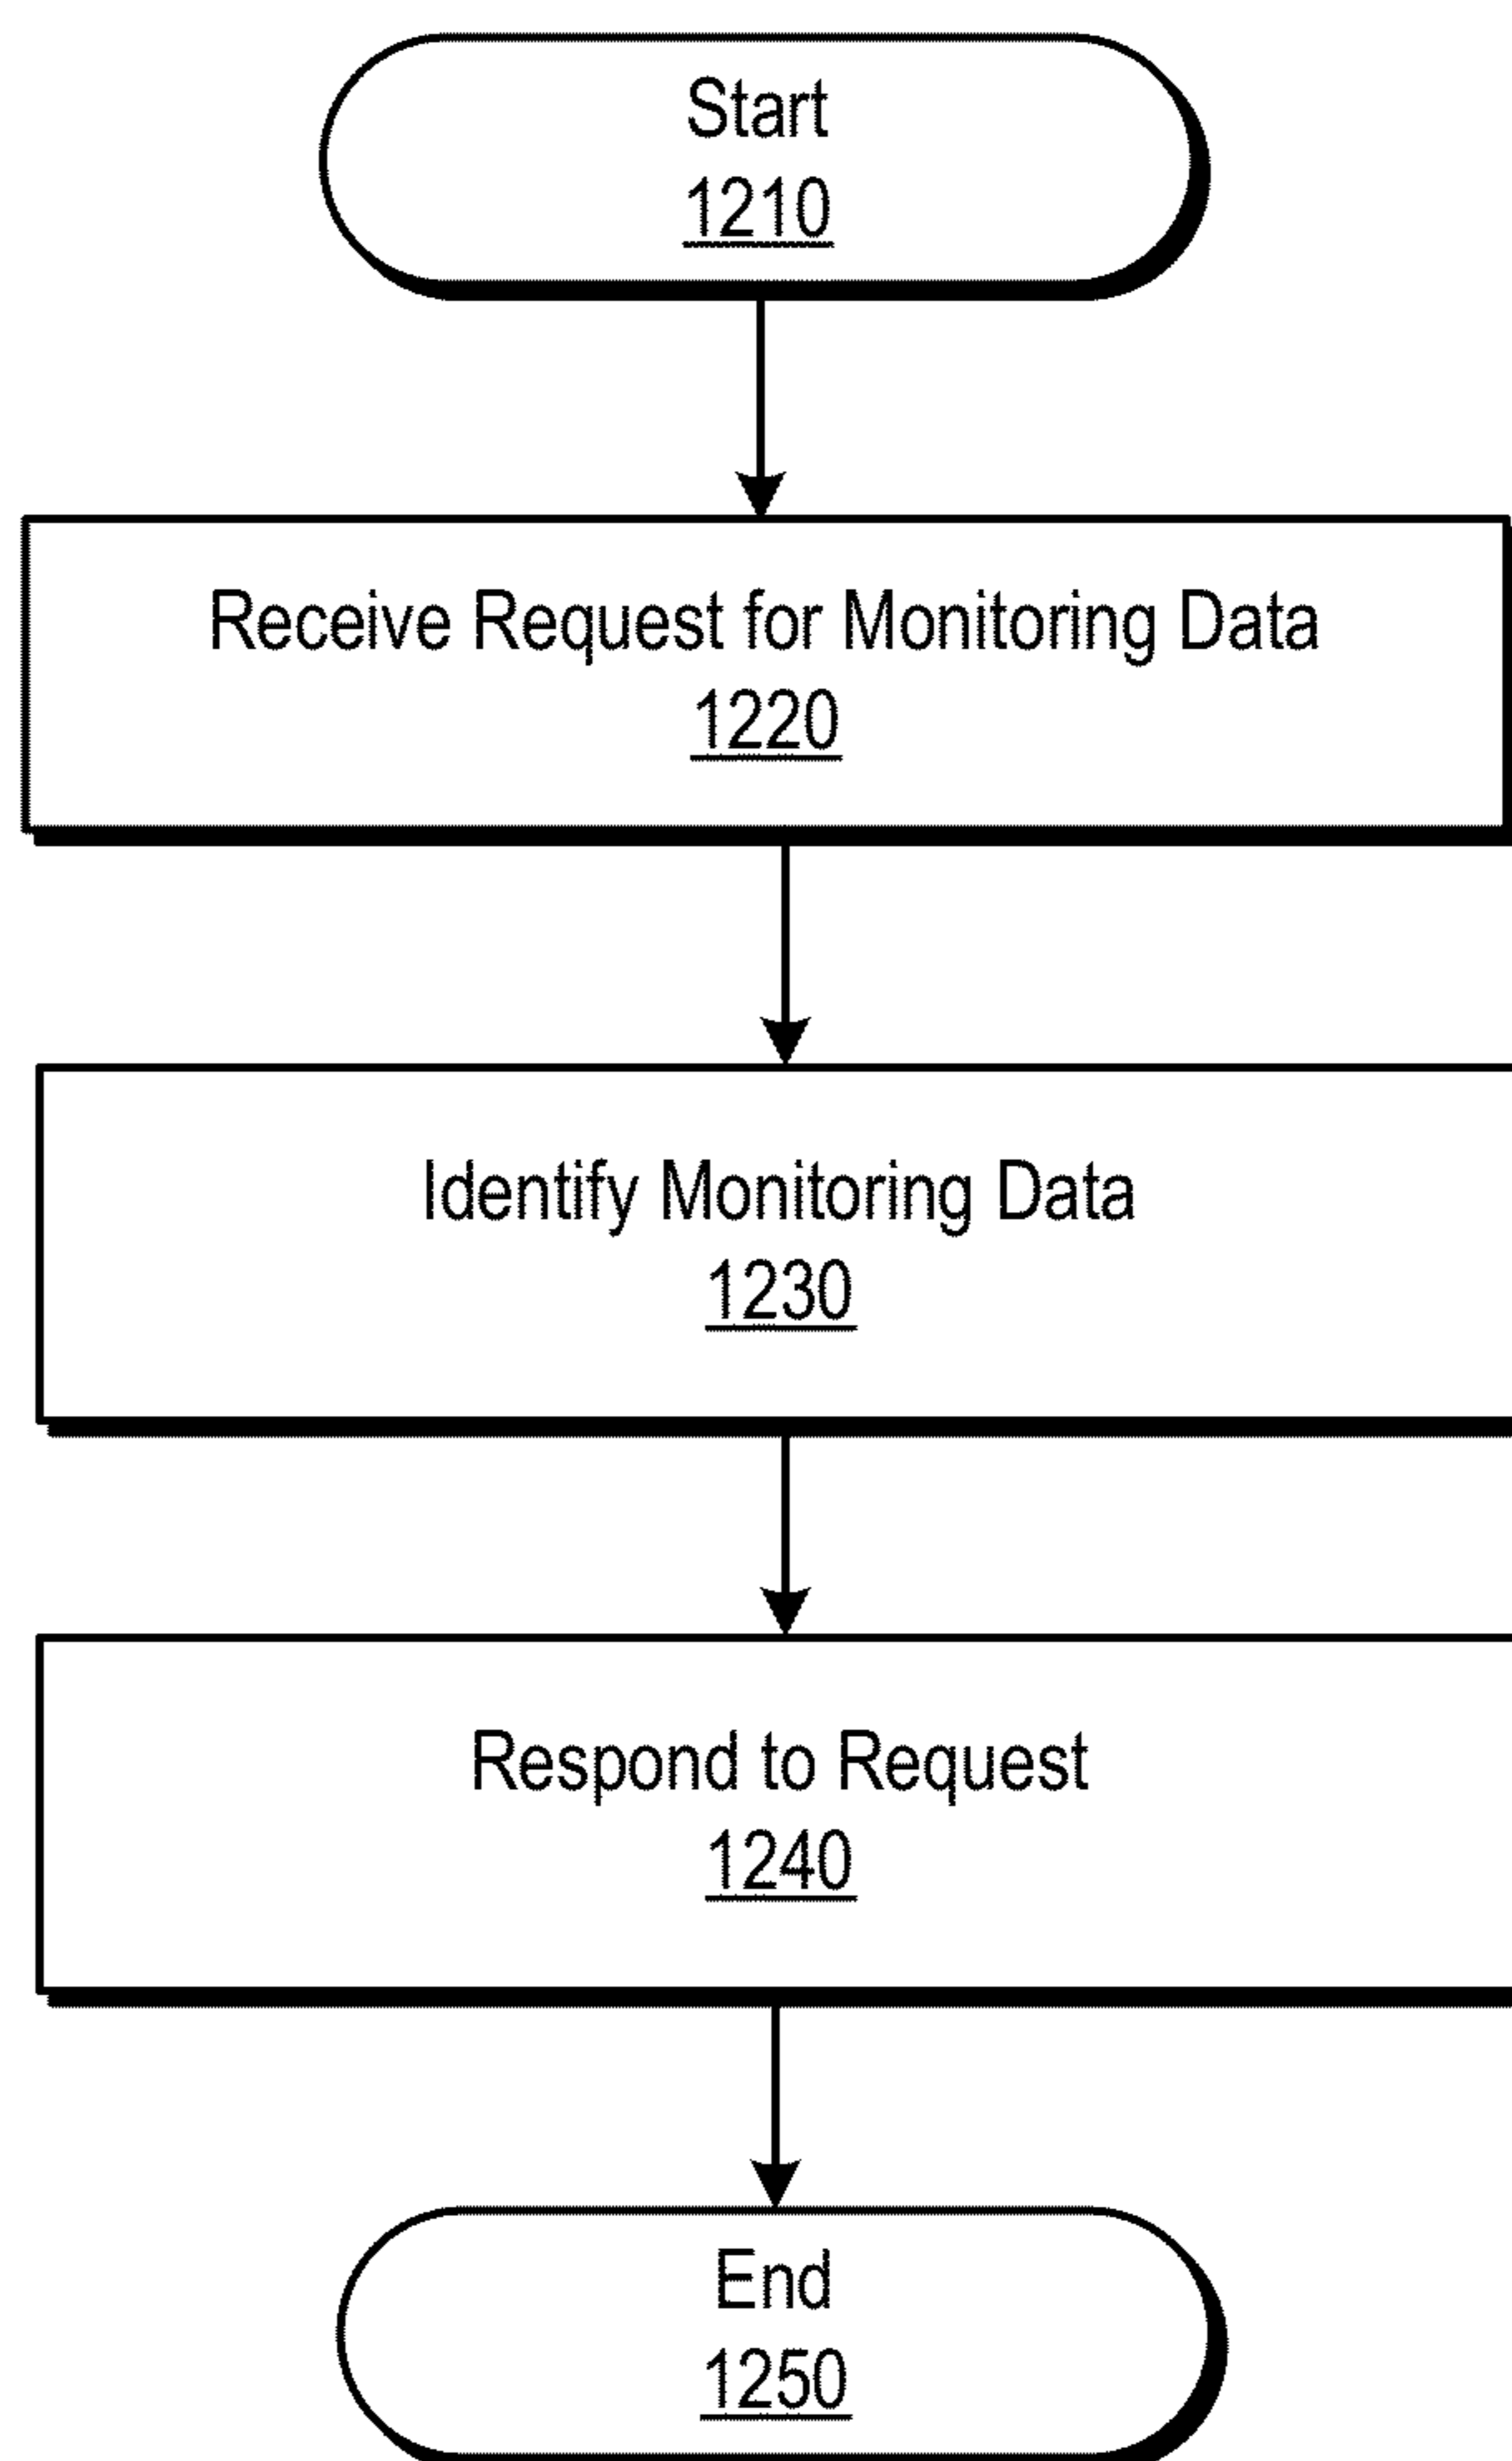 Start
1210
Receive Request for Monitoring Data
1220
Identify Monitoring Data
1230
Respond to Request
1240
End
1250